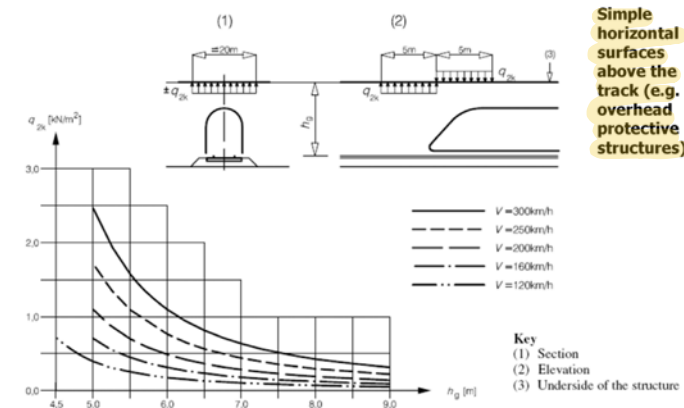 (1)
(2)
±20m
5m
5m
(3)
±q2k
q2k
q2k
hg
Simple
horizontal
surfaces
above the
track (e.g.
overhead
protective
structures)
q2k [kN/m²]
3,0
2,0
1,0
0,0
4,5
5,0
6,0
7,0
8,0
9,0
hg [m]
V=300km/h
V=250km/h
V=200km/h
V=160km/h
V=120km/h
Key
(1) Section
(2) Elevation
(3) Underside of the structure